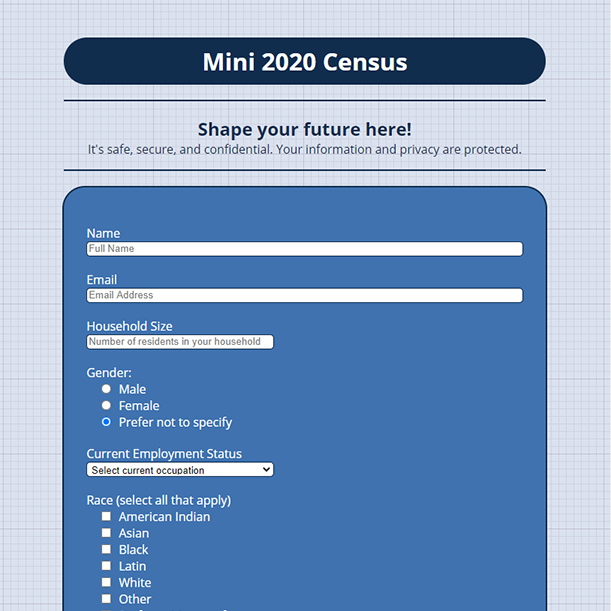 Mini 2020 Census
Shape your future here!
It's safe, secure, and confidential. Your information and privacy are protected.
Name
Full Name
Email
Email Address
Household Size
Number of residents in your household
Gender:
Male
Female
Prefer not to specify
Current Employment Status
Select current occupation
Race (select all that apply)
American Indian
Asian
Black
Latin
White
Other